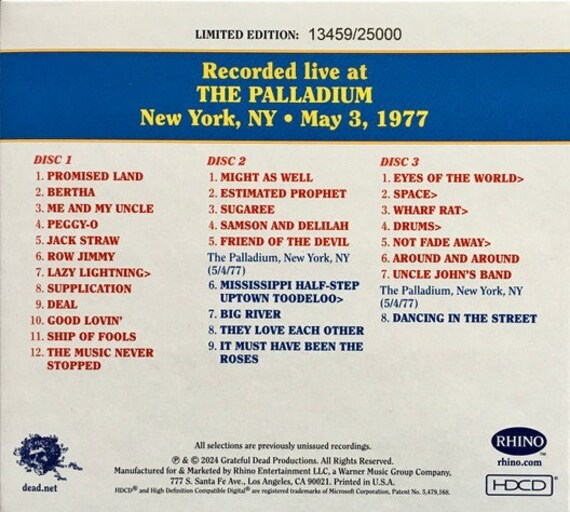 LIMITED EDITION: 13459/25000
Recorded live at
THE PALLADIUM
New York, NY • May 3, 1977
DISC 1
1. PROMISED LAND
2. BERTHA
3. ME AND MY UNCLE
4. PEGGY-O
5. JACK STRAW
6. ROW JIMMY
7. LAZY LIGHTNING>
8. SUPPLICATION
9. DEAL
10. GOOD LOVIN'
11. SHIP OF FOOLS
12. THE MUSIC NEVER
STOPPED
DISC 2
1. MIGHT AS WELL
2. ESTIMATED PROPHET
3. SUGAREE
4. SAMSON AND DELILAH
5. FRIEND OF THE DEVIL
The Palladium, New York, NY
(5/4/77)
6. MISSISSIPPI HALF-STEP
UPTOWN TOODELOO>
7. BIG RIVER
8. THEY LOVE EACH OTHER
9. IT MUST HAVE BEEN THE
ROSES
DISC 3
1. EYES OF THE WORLD>
2. SPACE>
3. WHARF RAT>
4. DRUMS>
5. NOT FADE AWAY>
6. AROUND AND AROUND
7. UNCLE JOHN'S BAND
The Palladium, New York, NY
(5/4/77)
8. DANCING IN THE STREET
dead.net
All selections are previously unissued recordings.
℗ & © 2024 Grateful Dead Productions. All Rights Reserved.
Manufactured for & Marketed by Rhino Entertainment LLC, a Warner Music Group Company,
777 S. Santa Fe Ave., Los Angeles, CA 90021. Printed in U.S.A.
HDCD® and High Definition Compatible Digital® are registered trademarks of Microsoft Corporation. Patent No. 5,479,168.
RHINO™
rhino.com
HDCD®